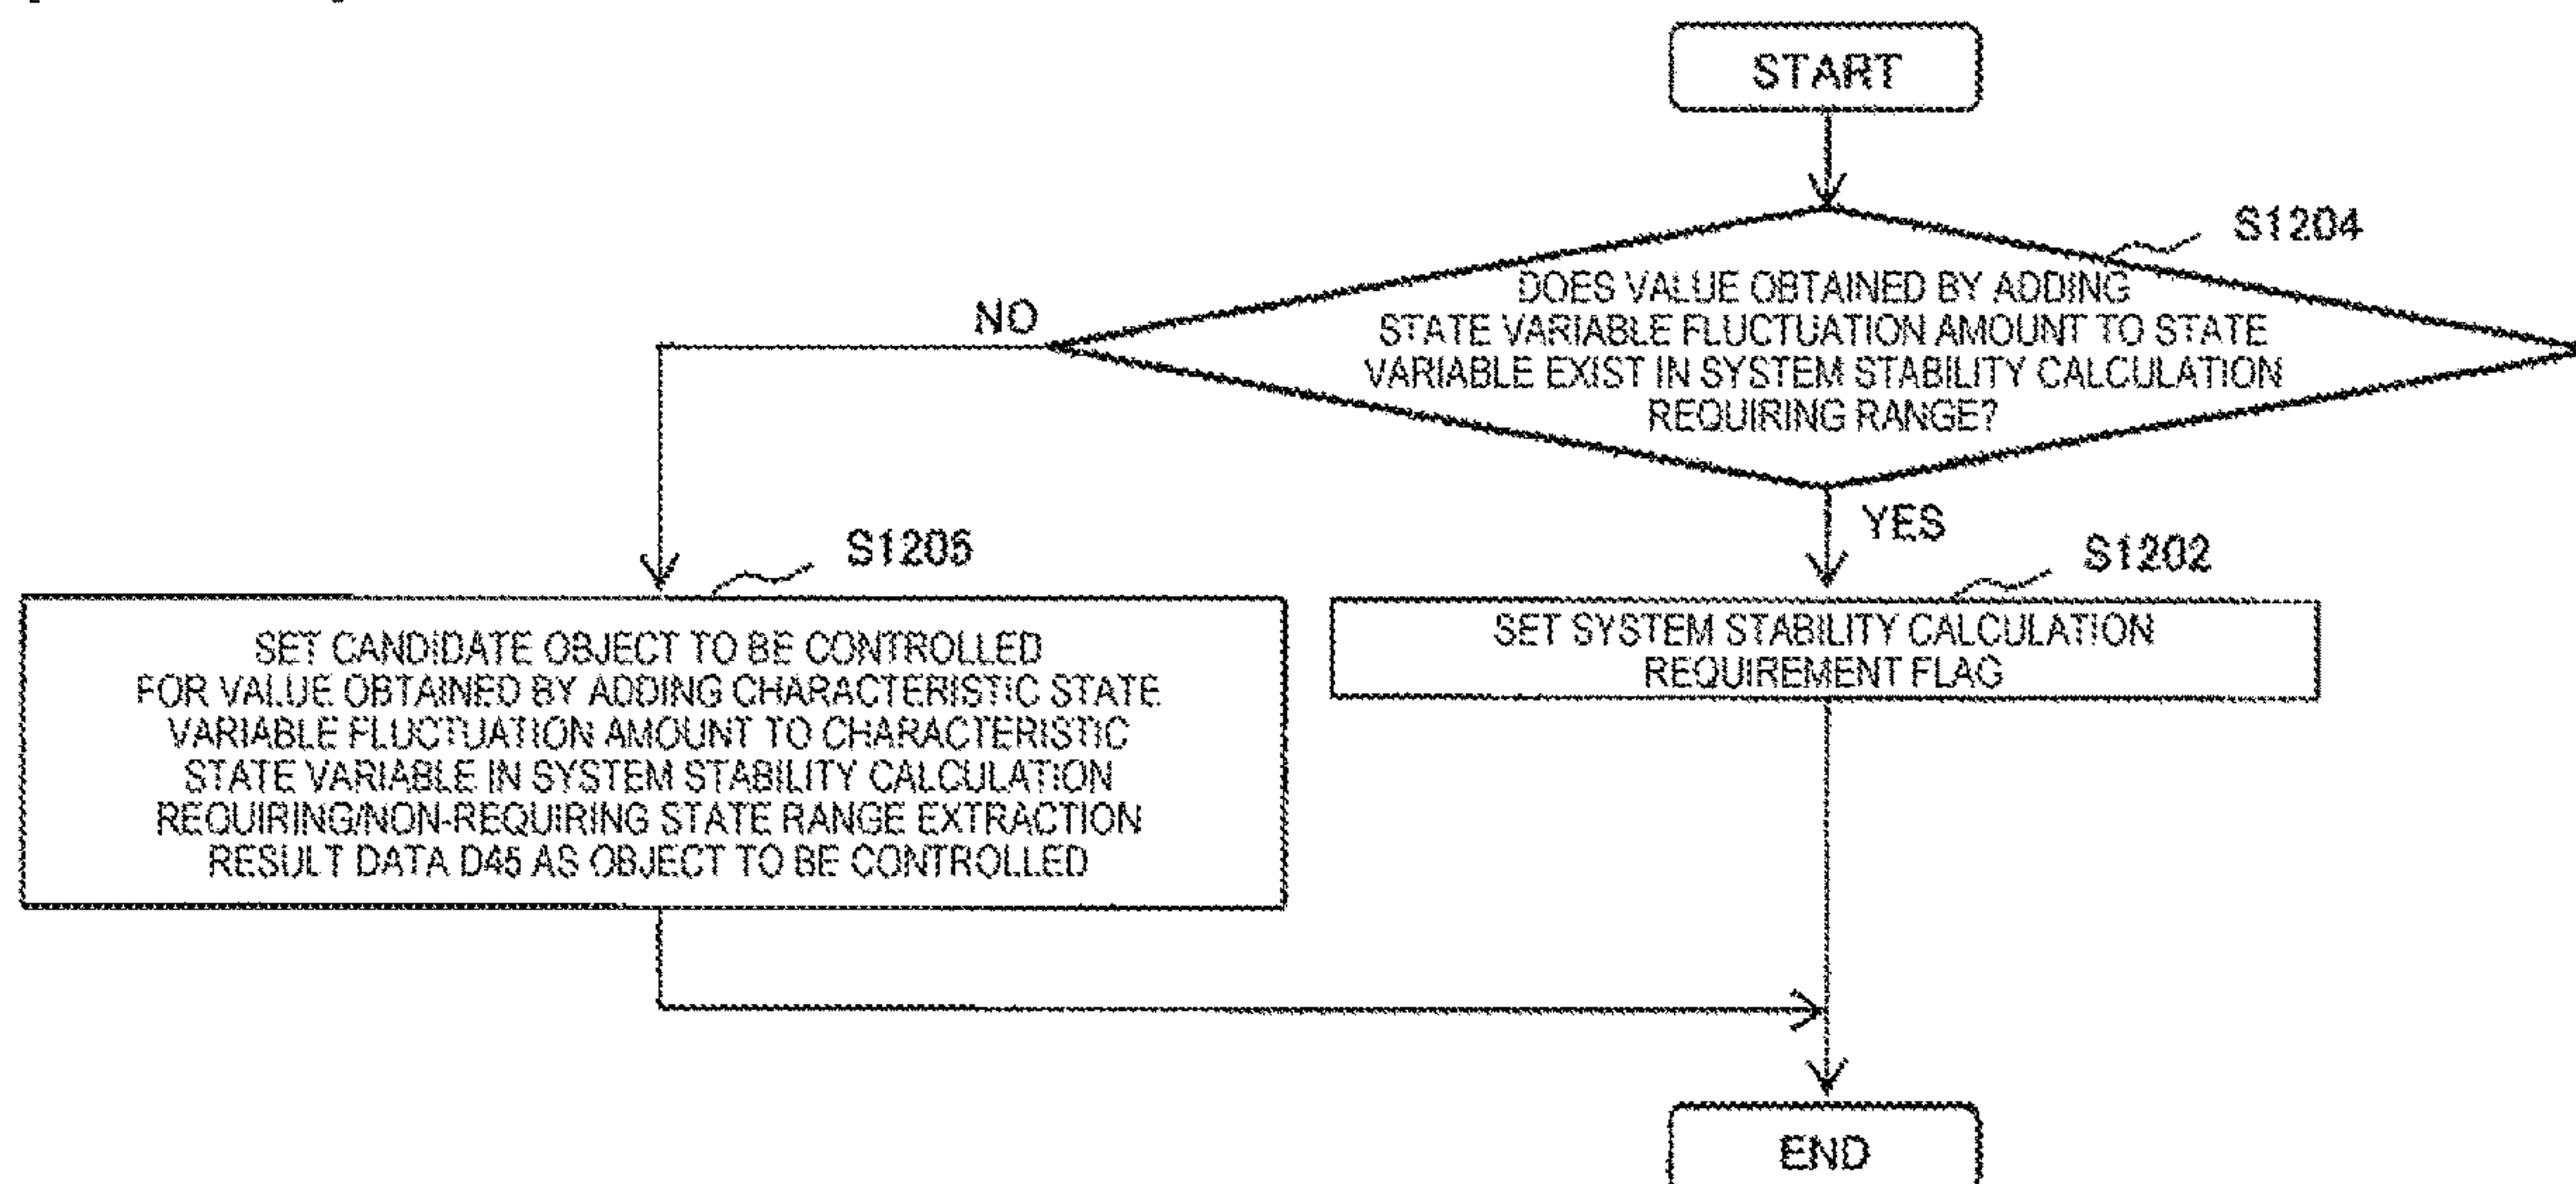 START
S1204
DOES VALUE OBTAINED BY ADDING
STATE VARIABLE FLUCTUATION AMOUNT TO STATE
VARIABLE EXIST IN SYSTEM STABILITY CALCULATION
REQUIRING RANGE?
NO
YES
S1205
SET CANDIDATE OBJECT TO BE CONTROLLED
FOR VALUE OBTAINED BY ADDING CHARACTERISTIC STATE
VARIABLE FLUCTUATION AMOUNT TO CHARACTERISTIC
STATE VARIABLE IN SYSTEM STABILITY CALCULATION
REQUIRING/NON-REQUIRING STATE RANGE EXTRACTION
RESULT DATA D45 AS OBJECT TO BE CONTROLLED
S1202
SET SYSTEM STABILITY CALCULATION
REQUIREMENT FLAG
END